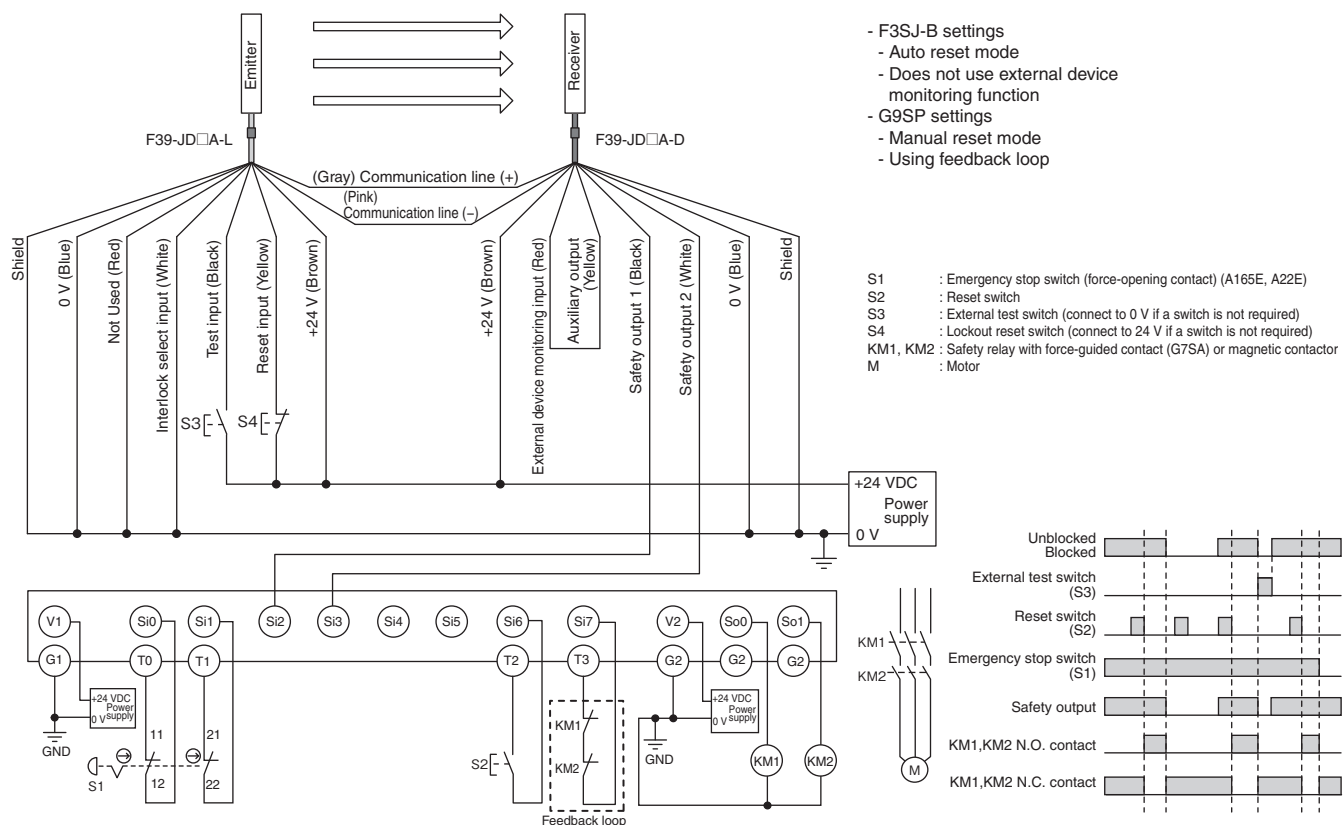 Emitter
Receiver
F39-JD□A-L
F39-JD□A-D
(Gray) Communication line (+)
(Pink)
Communication line (−)
Shield
0 V (Blue)
Not Used (Red)
Interlock select input (White)
Test input (Black)
Reset input (Yellow)
+24 V (Brown)
+24 V (Brown)
External device monitoring input (Red)
Auxiliary output
(Yellow)
Safety output 1 (Black)
Safety output 2 (White)
0 V (Blue)
Shield
- F3SJ-B settings
- Auto reset mode
- Does not use external device
monitoring function
- G9SP settings
- Manual reset mode
- Using feedback loop
S1 : Emergency stop switch (force-opening contact) (A165E, A22E)
S2 : Reset switch
S3 : External test switch (connect to 0 V if a switch is not required)
S4 : Lockout reset switch (connect to 24 V if a switch is not required)
KM1, KM2 : Safety relay with force-guided contact (G7SA) or magnetic contactor
M : Motor
S3
S4
+24 VDC
Power
supply
0 V
V1
Si0
Si1
Si2
Si3
Si4
Si5
Si6
Si7
V2
So0
So1
G1
T0
T1
T2
T3
G2
G2
G2
+24 VDC
Power
supply
0 V
GND
11
12
21
22
S1
S2
KM1
KM2
Feedback loop
+24 VDC
Power
supply
0 V
GND
KM1
KM2
KM1
KM2
M
Unblocked
Blocked
External test switch
(S3)
Reset switch
(S2)
Emergency stop switch
(S1)
Safety output
KM1,KM2 N.O. contact
KM1,KM2 N.C. contact